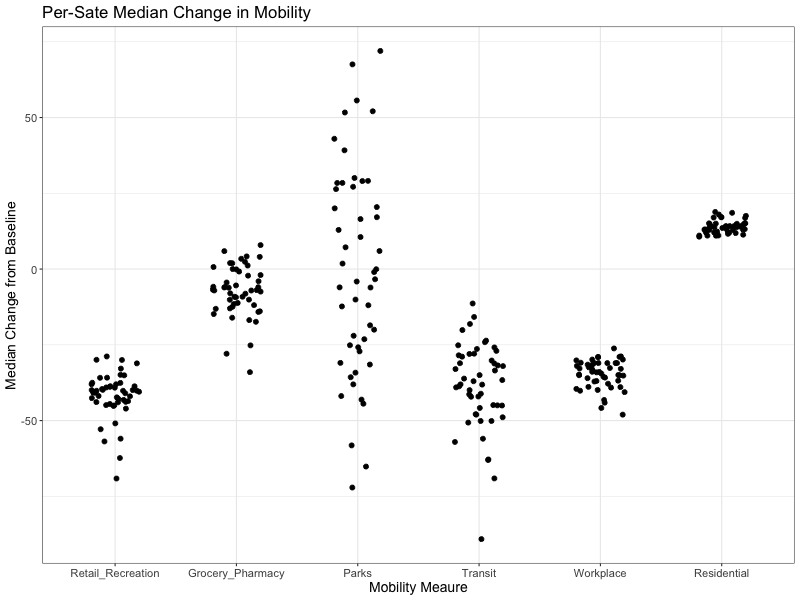 Per-Sate Median Change in Mobility
Median Change from Baseline
50
0
-50
Retail_Recreation Grocery_Pharmacy Parks Transit Workplace Residential
Mobility Meaure